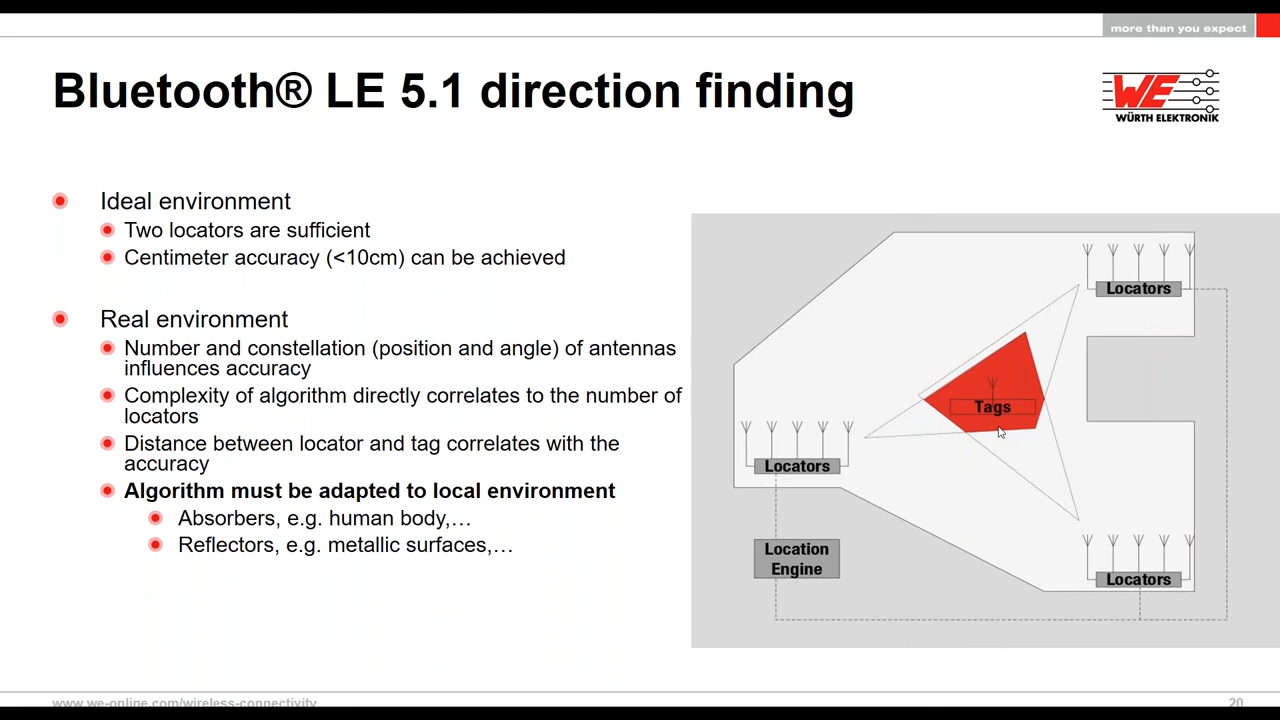 more than you expect
Bluetooth® LE 5.1 direction finding
WE
WÜRTH ELEKTRONIK
Ideal environment
Two locators are sufficient
Centimeter accuracy (<10cm) can be achieved
Real environment
Number and constellation (position and angle) of antennas
influences accuracy
Complexity of algorithm directly correlates to the number of
locators
Distance between locator and tag correlates with the
accuracy
Algorithm must be adapted to local environment
Absorbers, e.g. human body,…
Reflectors, e.g. metallic surfaces,…
Locators
Tags
Locators
Location
Engine
Locators
www.we-online.com/wireless-connectivity
20